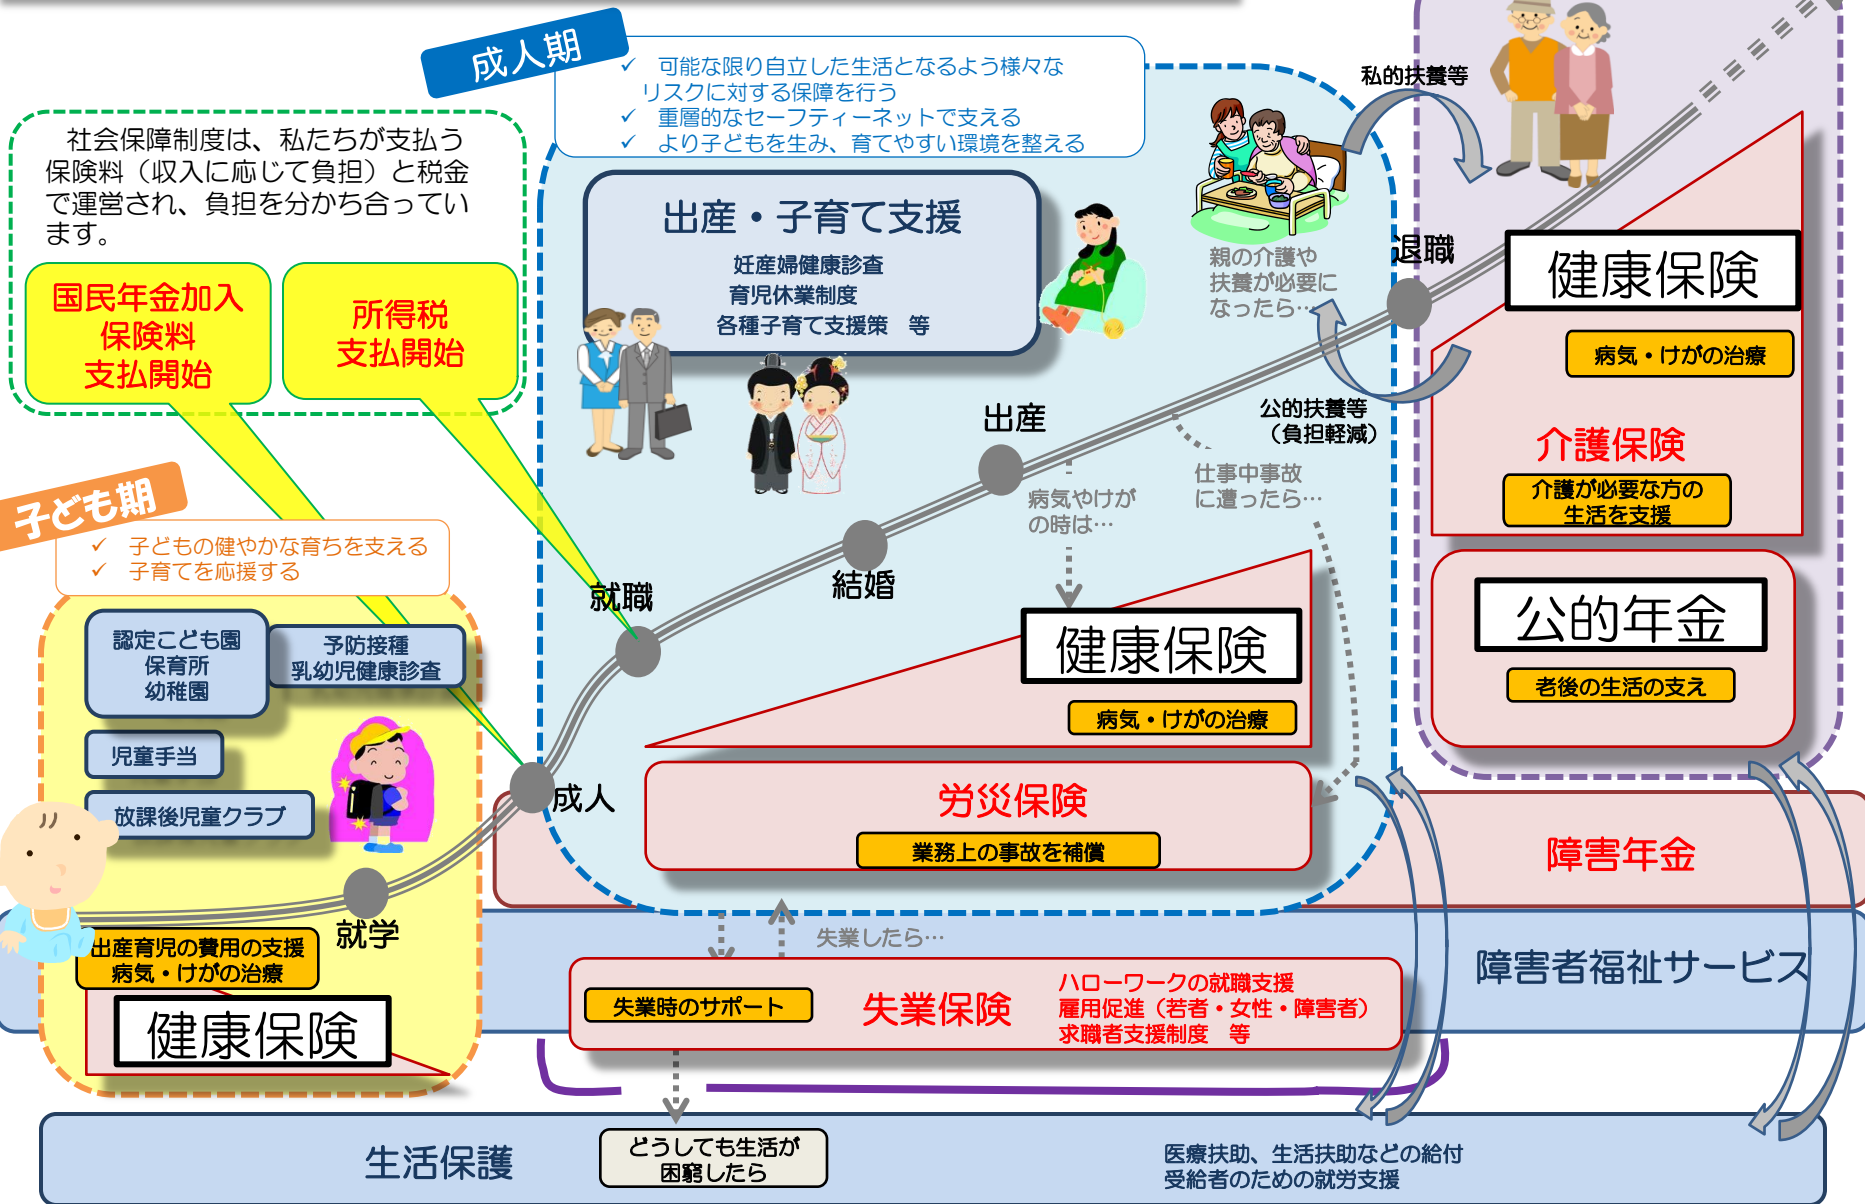 成人期
✓ 可能な限り自立した生活となるよう様々な
リスクに対する保障を行う
✓ 重層的なセーフティーネットで支える
✓ より子どもを生み、育てやすい環境を整える
社会保障制度は、私たちが支払う
保険料（収入に応じて負担）と税金
で運営され、負担を分かち合ってい
ます。
国民年金加入
保険料
支払開始
所得税
支払開始
出産・子育て支援
妊産婦健康診査
育児休業制度
各種子育て支援策　等
親の介護や
扶養が必要に
なったら…
私的扶養等
公的扶養等
（負担軽減）
退職
健康保険
病気・けがの治療
介護保険
介護が必要な方の
生活を支援
公的年金
老後の生活の支え
出産
結婚
就職
成人
就学
病気やけが
の時は…
仕事中事故
に遭ったら…
健康保険
病気・けがの治療
労災保険
業務上の事故を補償
子ども期
✓ 子どもの健やかな育ちを支える
✓ 子育てを応援する
認定こども園
保育所
幼稚園
予防接種
乳幼児健康診査
児童手当
放課後児童クラブ
出産育児の費用の支援
病気・けがの治療
健康保険
障害年金
障害者福祉サービス
失業したら…
失業時のサポート
失業保険
ハローワークの就職支援
雇用促進（若者・女性・障害者）
求職者支援制度　等
生活保護
どうしても生活が
困窮したら
医療扶助、生活扶助などの給付
受給者のための就労支援